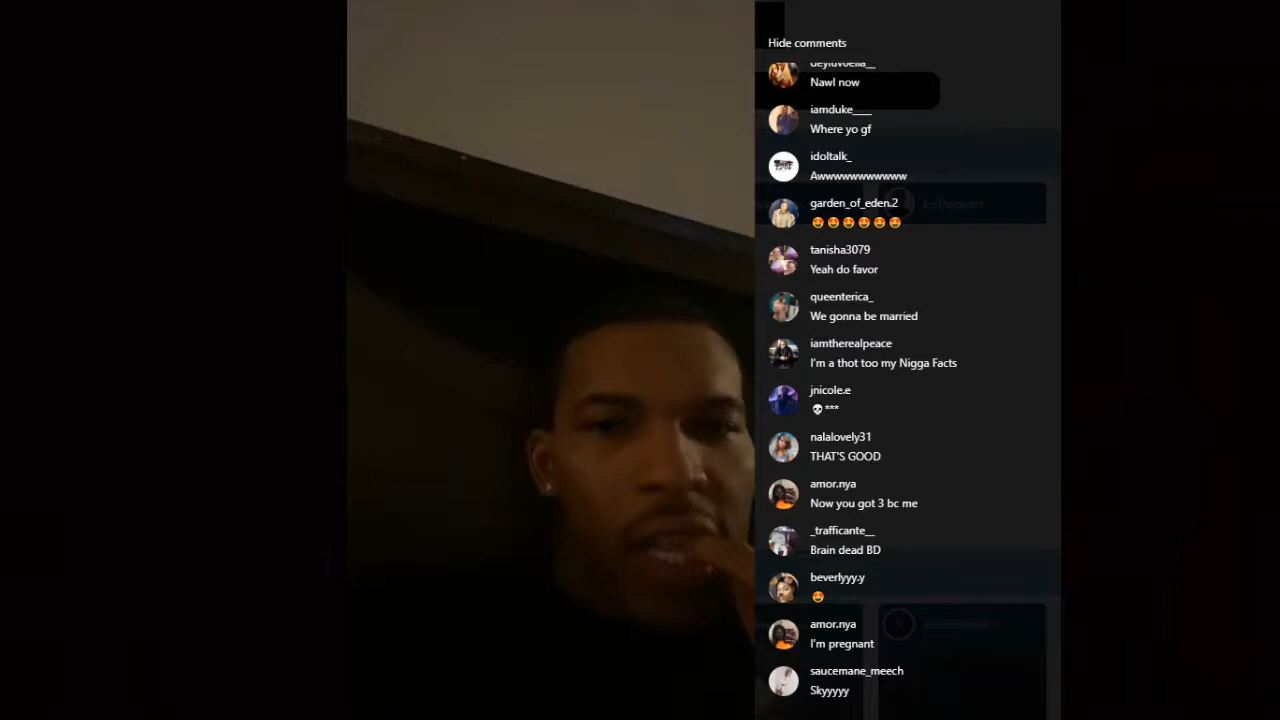 Hide comments
deyluvbella__
Nawl now
iamduke____
Where yo gf
idoltalk_
Awwwwwwwwwww
garden_of_eden.2
🤩🤩🤩🤩🤩🤩
tanisha3079
Yeah do favor
queenterica_
We gonna be married
iamtherealpeace
I'm a thot too my Nigga Facts
jnicole.e
💀***
nalalovely31
THAT'S GOOD
amor.nya
Now you got 3 bc me
_trafficante__
Brain dead BD
beverlyyy.y
🤩
amor.nya
I'm pregnant
saucemane_meech
Skyyyyy